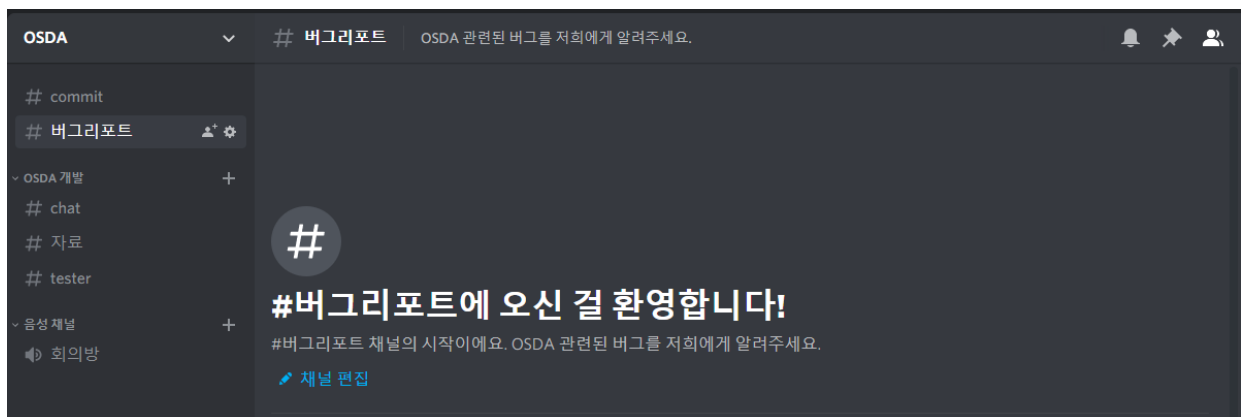 OSDA
# 버그리포트 OSDA 관련된 버그를 저희에게 알려주세요.
# commit
# 버그리포트
OSDA 개발
# chat
# 자료
# tester
음성 채널
회의방
#
#버그리포트에 오신 걸 환영합니다!
#버그리포트 채널의 시작이에요. OSDA 관련된 버그를 저희에게 알려주세요.
채널 편집